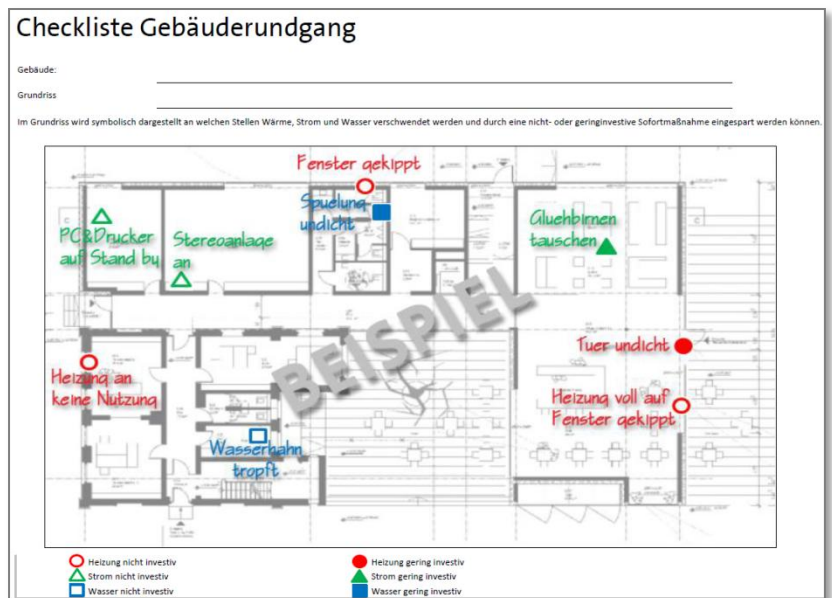 Checkliste Gebäuderundgang
Gebäude:
Grundriss
Im Grundriss wird symbolisch dargestellt an welchen Stellen Wärme, Strom und Wasser verschwendet werden und durch eine nicht- oder geringinvestive Sofortmaßnahme eingespart werden können.
Fenster gekippt
Spuelung
undicht
PC&Drucker
auf Stand by
Stereoanlage
an
Gluehbirnen
tauschen
BEISPIEL
Tuer undicht
Heizung an
keine Nutzung
Heizung voll auf
Fenster gekippt
Wasserhahn
tropft
Heizung nicht investiv
Strom nicht investiv
Wasser nicht investiv
Heizung gering investiv
Strom gering investiv
Wasser gering investiv